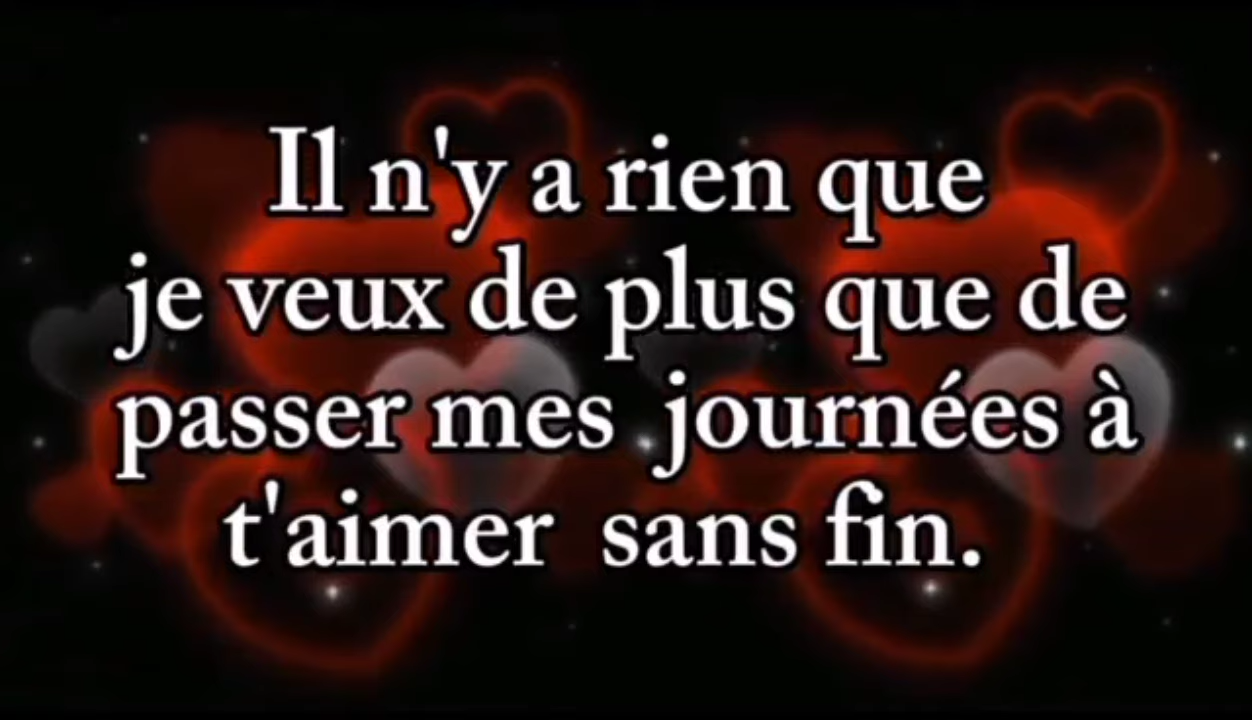 Il n'y a rien que
je veux de plus que de
passer mes journées à
t'aimer sans fin.